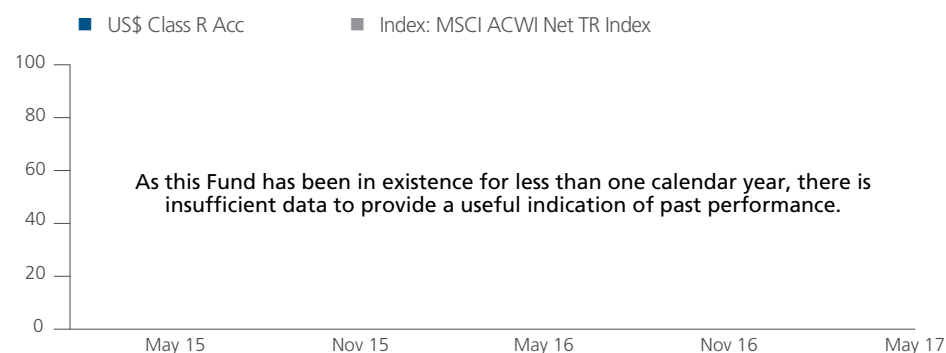 US$ Class R Acc Index: MSCI ACWI Net TR Index
100
80
60
As this Fund has been in existence for less than one calendar year, there is
insufficient data to provide a useful indication of past performance.
40
20
0
May 15 Nov 15 May 16 Nov 16 May 17